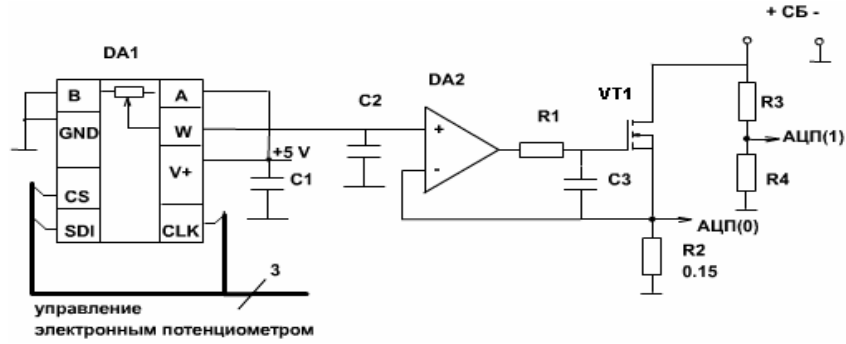 + СБ -
DA1
B
A
GND
W
V+
CS
SDI
CLK
+5 V
C1
C2
DA2
+
-
R1
C3
VT1
R3
АЦП(1)
R4
АЦП(0)
R2
0.15
3
управление
электронным потенциометром